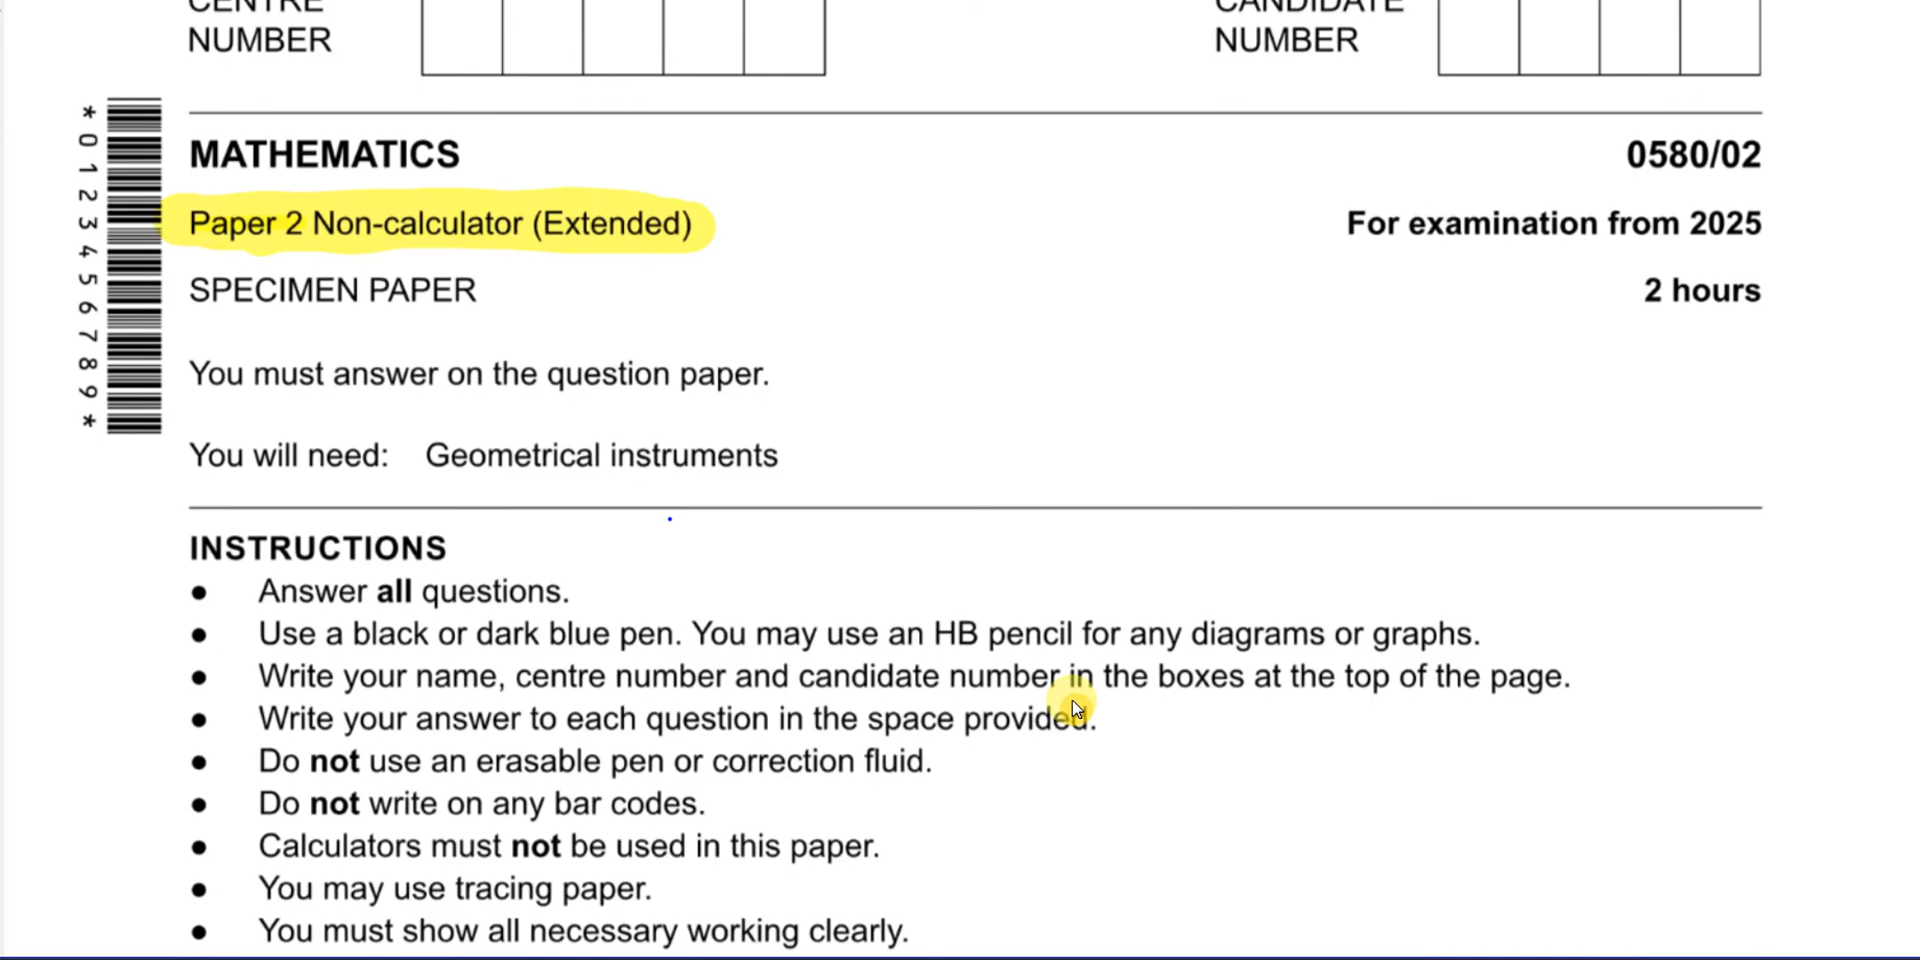 CENTRE
NUMBER
CANDIDATE
NUMBER
*0123456789*
MATHEMATICS
0580/02
Paper 2 Non-calculator (Extended)
For examination from 2025
SPECIMEN PAPER
2 hours
You must answer on the question paper.
You will need: Geometrical instruments
INSTRUCTIONS
● Answer all questions.
● Use a black or dark blue pen. You may use an HB pencil for any diagrams or graphs.
● Write your name, centre number and candidate number in the boxes at the top of the page.
● Write your answer to each question in the space provided.
● Do not use an erasable pen or correction fluid.
● Do not write on any bar codes.
● Calculators must not be used in this paper.
● You may use tracing paper.
● You must show all necessary working clearly.